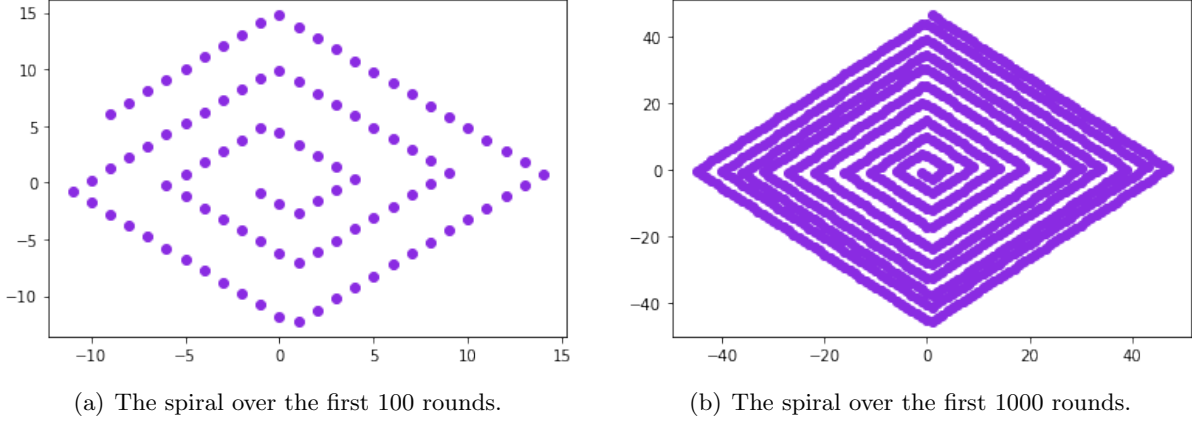 15
10
5
0
−5
−10
−10 −5 0 5 10 15
(a) The spiral over the first 100 rounds.
40
20
0
−20
−40
−40 −20 0 20 40
(b) The spiral over the first 1000 rounds.